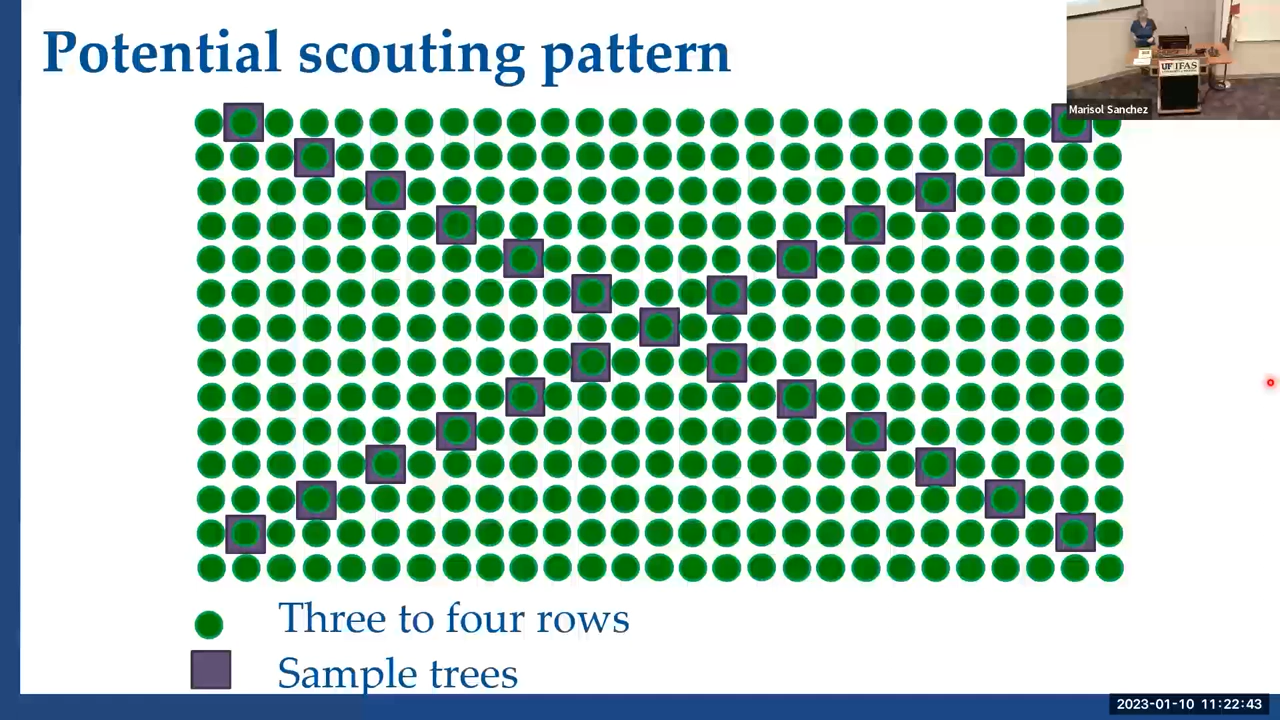 Potential scouting pattern
UF IFAS
Marisol Sanchez
Three to four rows
Sample trees
2023-01-10 11:22:43